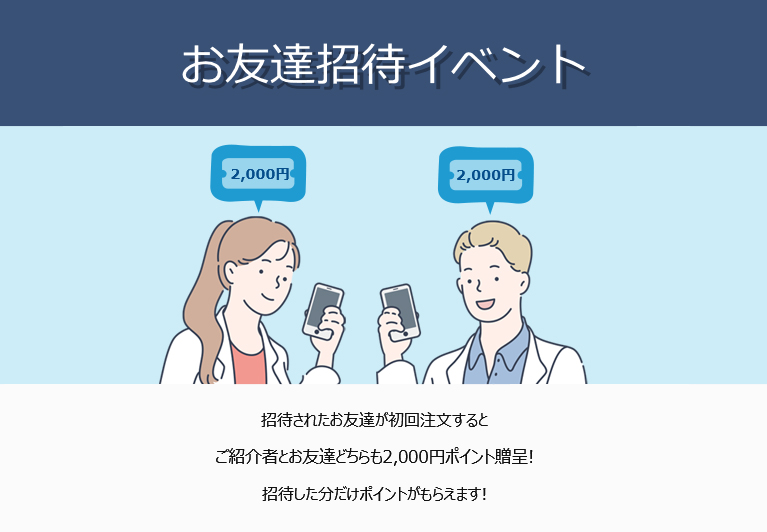 お友達招待イベント
2,000円
2,000円
招待されたお友達が初回注文すると
ご紹介者とお友達どちらも2,000円ポイント贈呈!
招待した分だけポイントがもらえます!